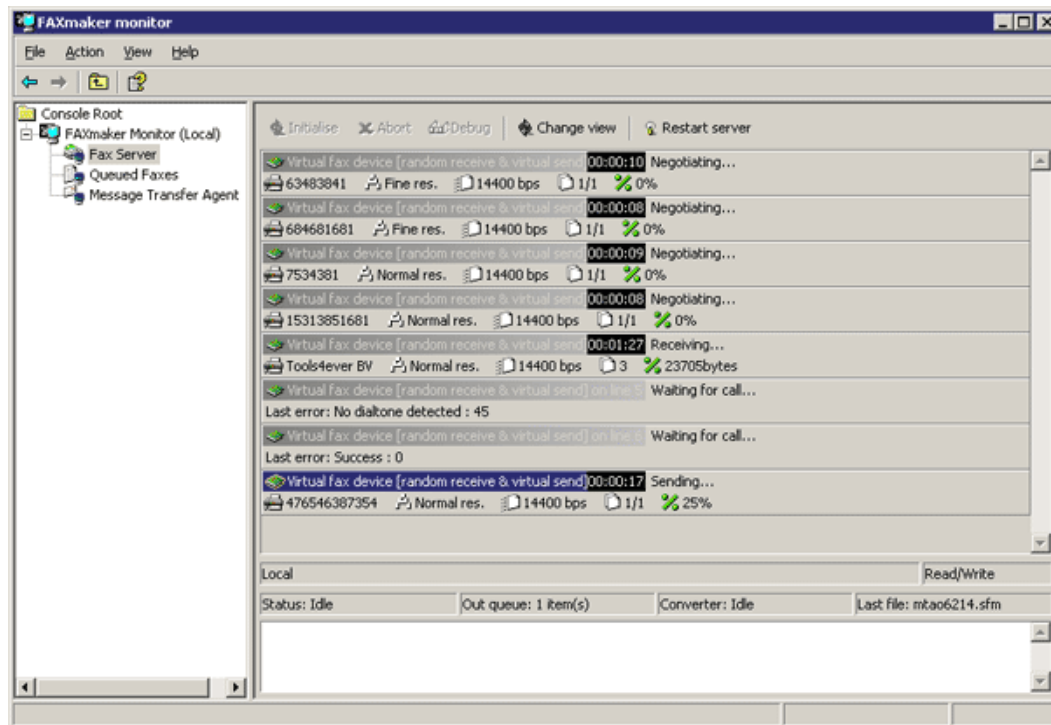 FAXmaker monitor
File Action View Help
Console Root
FAXmaker Monitor (Local)
Fax Server
Queued Faxes
Message Transfer Agent
Initialise Abort Debug Change view Restart server
Virtual fax device [random receive & virtual send] 00:00:10 Negotiating...
63483841 Fine res. 14400 bps 1/1 0%
Virtual fax device [random receive & virtual send] 00:00:08 Negotiating...
684681681 Fine res. 14400 bps 1/1 0%
Virtual fax device [random receive & virtual send] 00:00:09 Negotiating...
7534381 Normal res. 14400 bps 1/1 0%
Virtual fax device [random receive & virtual send] 00:00:08 Negotiating...
15313851681 Normal res. 14400 bps 1/1 0%
Virtual fax device [random receive & virtual send] 00:01:27 Receiving...
Tools4ever BV Normal res. 14400 bps 3 23705bytes
Virtual fax device [random receive & virtual send] on line 5 Waiting for call...
Last error: No dialtone detected : 45
Virtual fax device [random receive & virtual send] on line 6 Waiting for call...
Last error: Success : 0
Virtual fax device [random receive & virtual send] 00:00:17 Sending...
476546387354 Normal res. 14400 bps 1/1 25%
Local Read/Write
Status: Idle Out queue: 1 item(s) Converter: Idle Last file: mtao6214.sfm